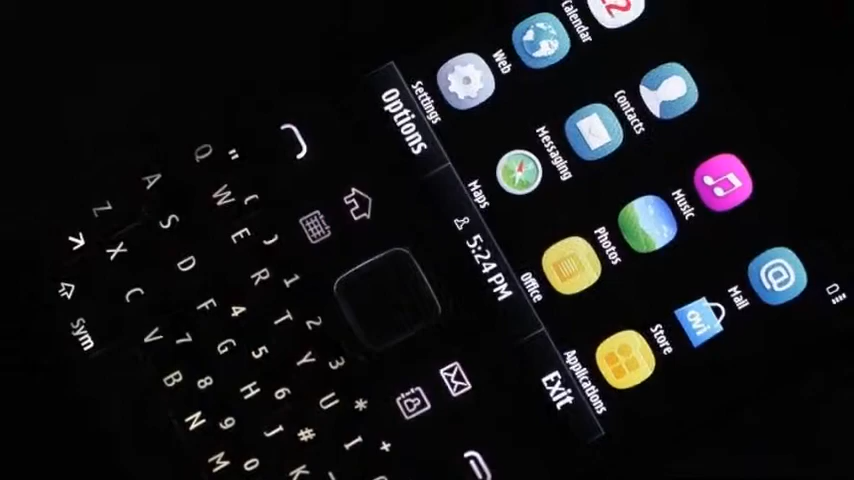 22
Calendar
Web
Settings
Contacts
Messaging
Maps
Music
Photos
Office
Mail
@
ovi
Store
Applications
Options
5:24 PM
Exit
Q W E R T Y U I
" ( ) 1 2 3 * +
A S D F G H J K
4 5 6 #
Z X C V B N M
7 8 9 0
Sym